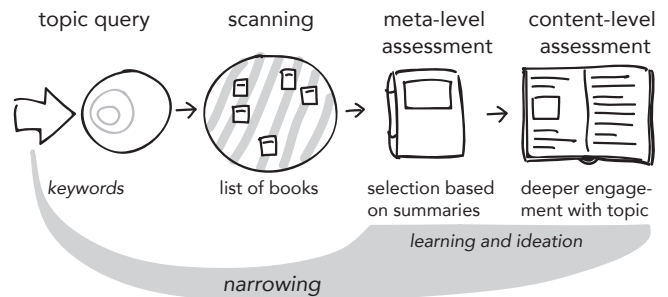 topic query
scanning
meta-level
assessment
content-level
assessment
keywords
list of books
selection based
on summaries
deeper engage-
ment with topic
learning and ideation
narrowing